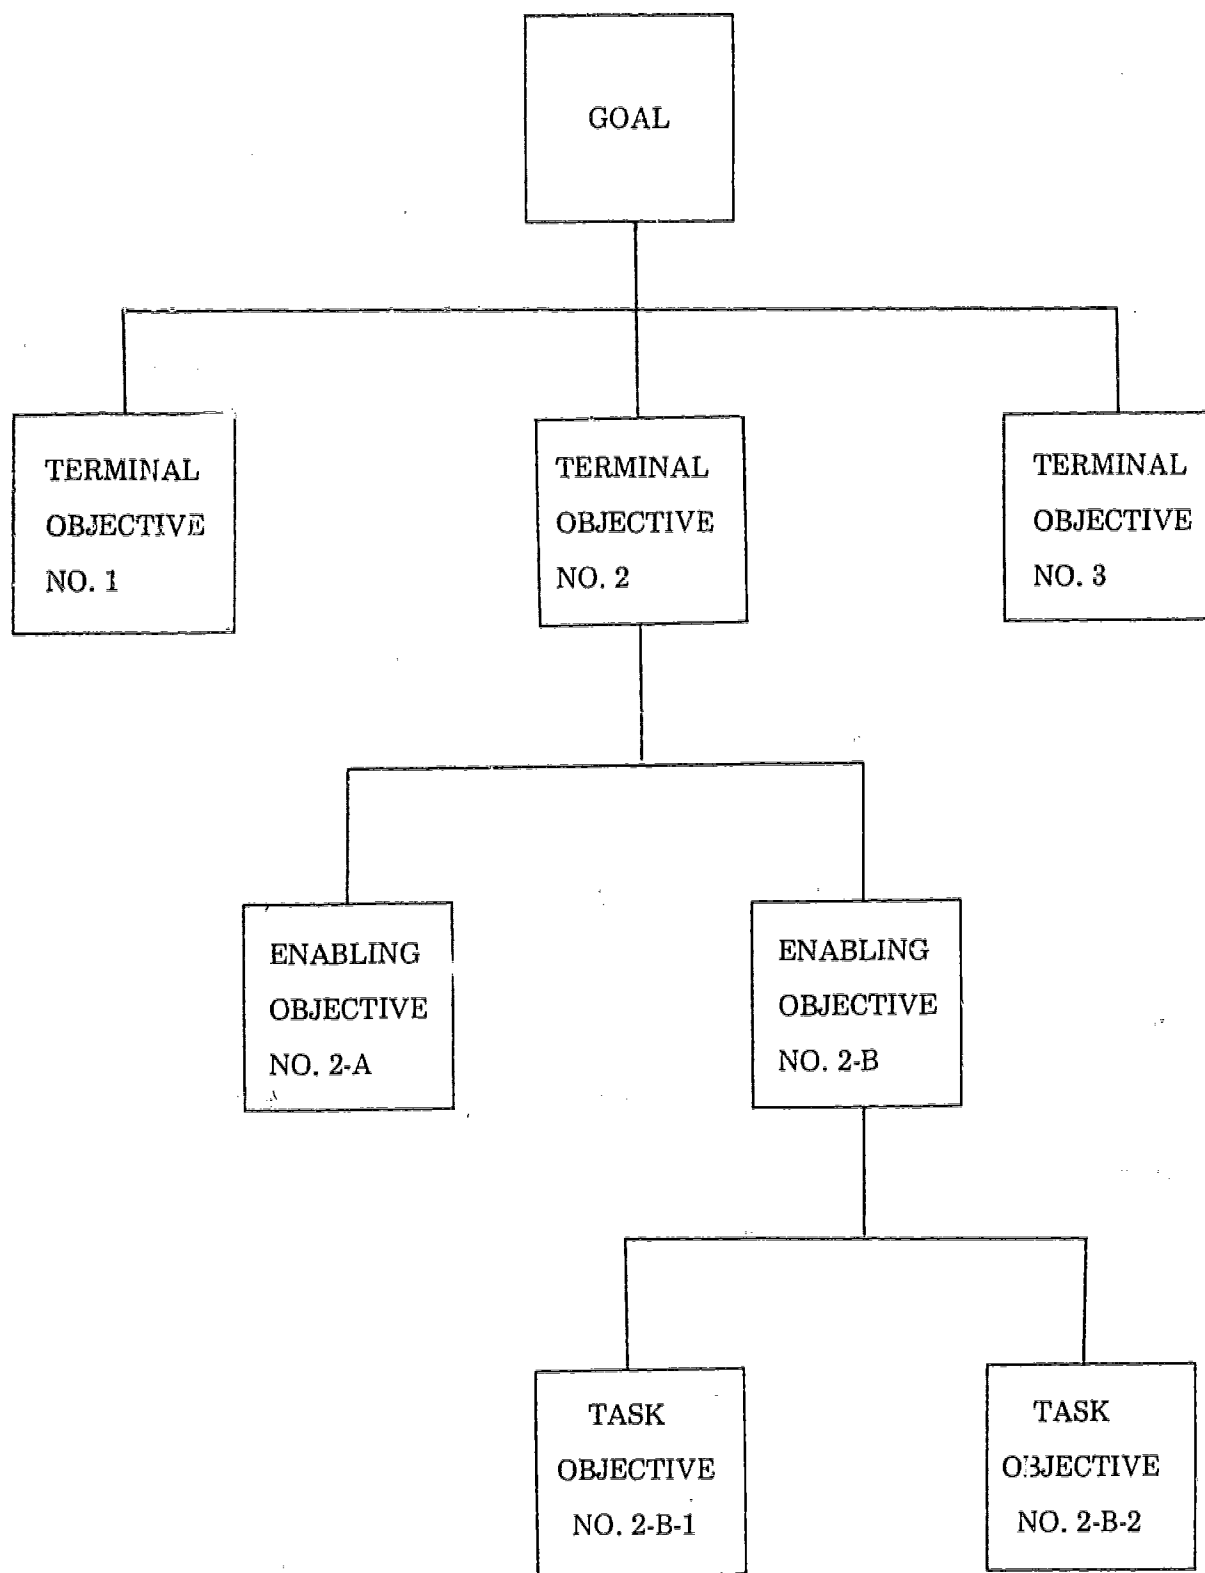 GOAL
TERMINAL
OBJECTIVE
NO. 1
TERMINAL
OBJECTIVE
NO. 2
TERMINAL
OBJECTIVE
NO. 3
ENABLING
OBJECTIVE
NO. 2-A
ENABLING
OBJECTIVE
NO. 2-B
TASK
OBJECTIVE
NO. 2-B-1
TASK
OBJECTIVE
NO. 2-B-2